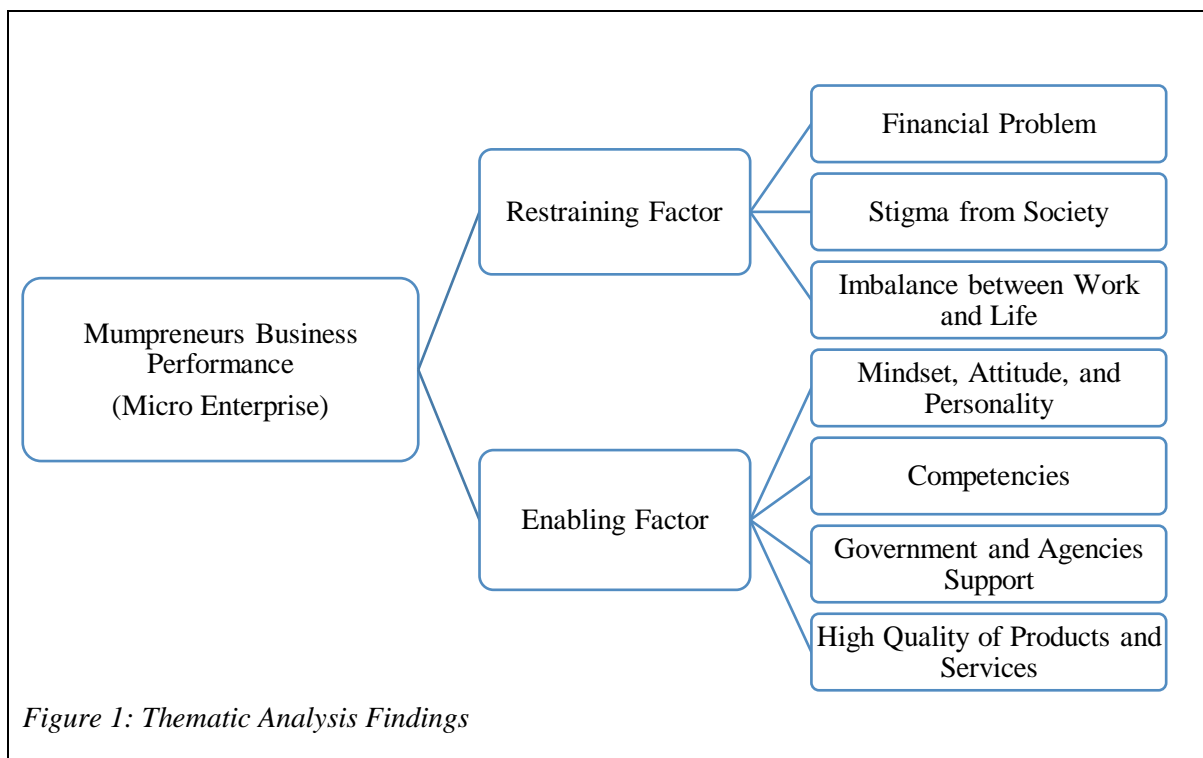 Mumpreneurs Business
Performance
(Micro Enterprise)
Restraining Factor
Financial Problem
Stigma from Society
Imbalance between Work
and Life
Enabling Factor
Mindset, Attitude, and
Personality
Competencies
Government and Agencies
Support
High Quality of Products and
Services
Figure 1: Thematic Analysis Findings